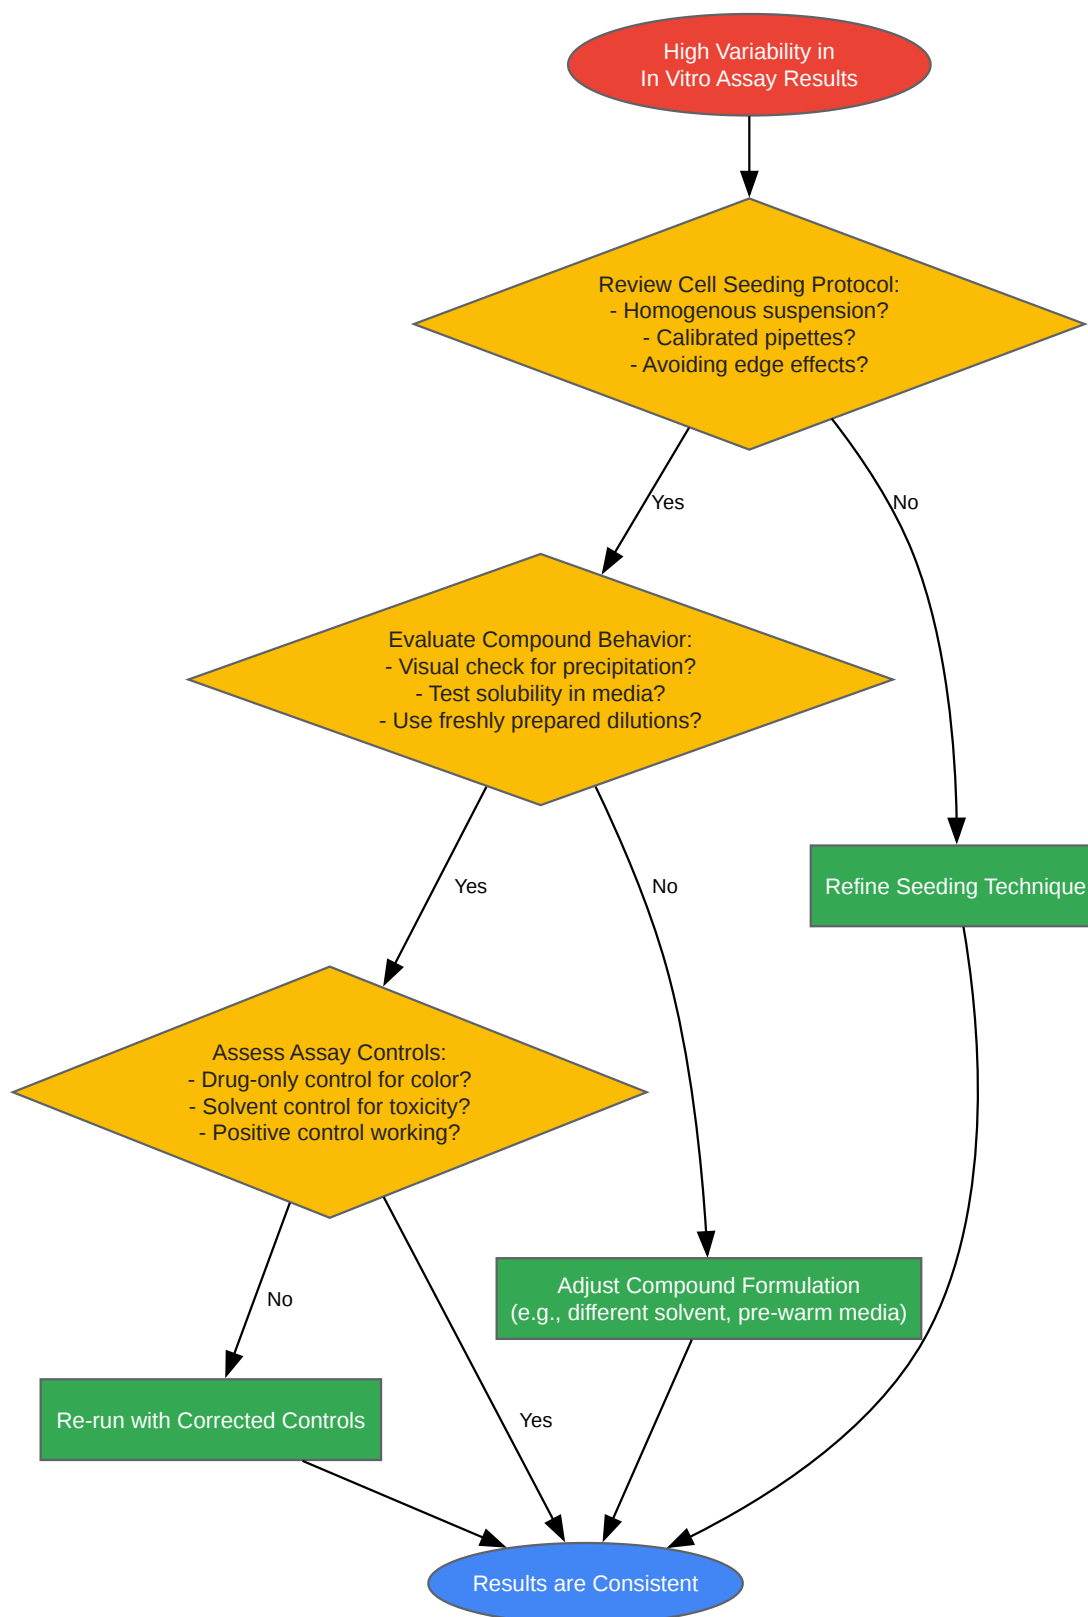 High Variability in
In Vitro Assay Results
Review Cell Seeding Protocol:
- Homogenous suspension?
- Calibrated pipettes?
- Avoiding edge effects?
Yes
No
Evaluate Compound Behavior:
- Visual check for precipitation?
- Test solubility in media?
- Use freshly prepared dilutions?
Yes
No
Refine Seeding Technique
Assess Assay Controls:
- Drug-only control for color?
- Solvent control for toxicity?
- Positive control working?
No
Adjust Compound Formulation
(e.g., different solvent, pre-warm media)
Re-run with Corrected Controls
Yes
Results are Consistent